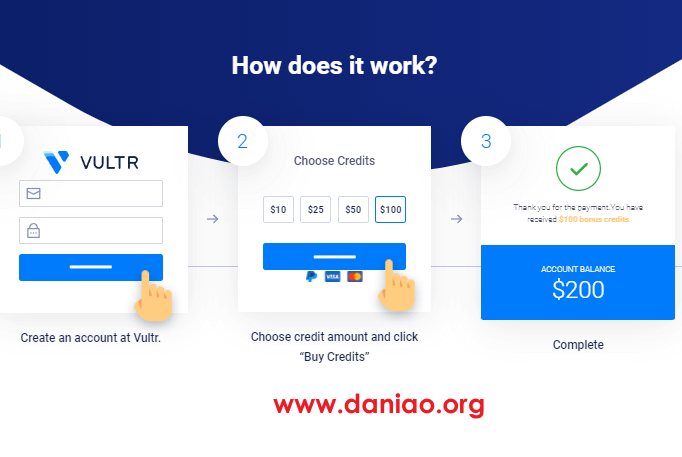 How does it work?
1
VULTR
Create an account at Vultr.
2
Choose Credits
$10
$25
$50
$100
VISA
Choose credit amount and click
“Buy Credits”
3
Thank you for the payment.You have
received $100 bonus credits
ACCOUNT BALANCE
$200
Complete
www.daniao.org